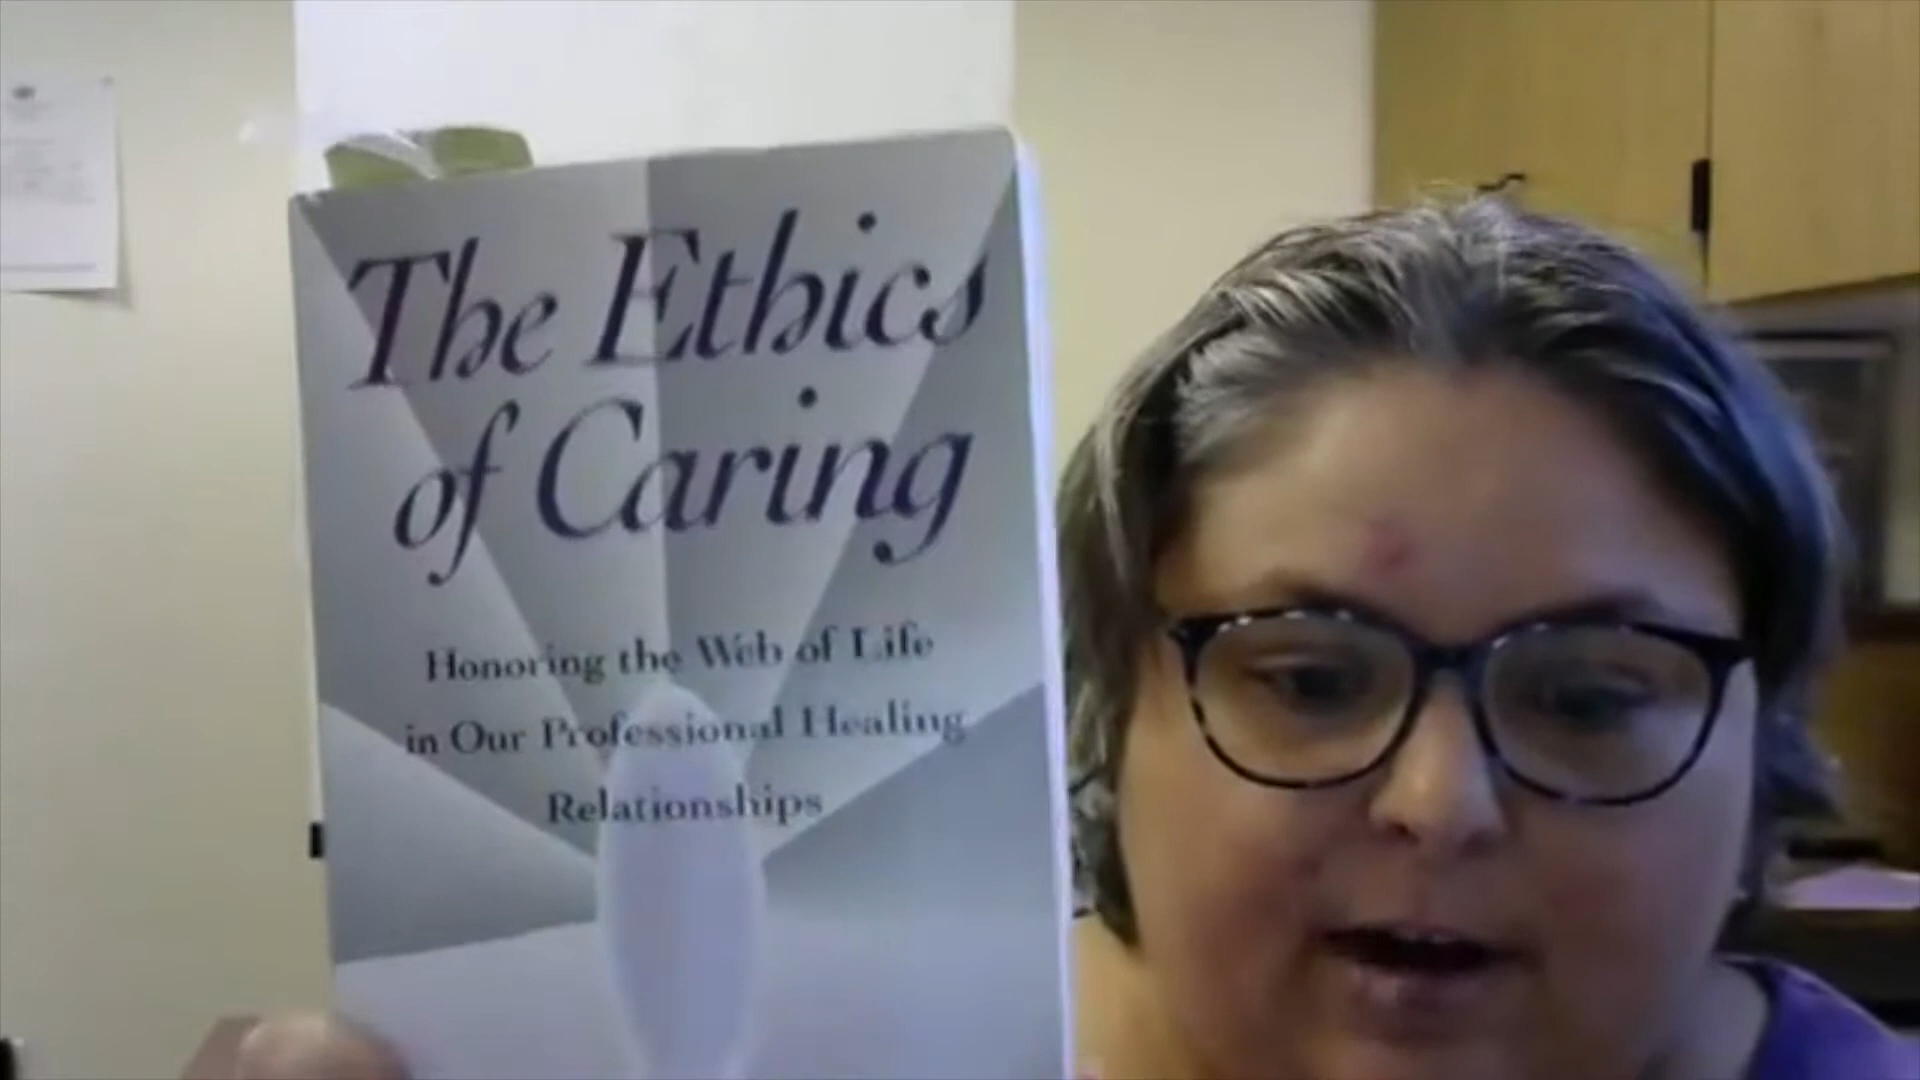 The Ethics
of Caring
Honoring the Web of Life
in Our Professional Healing
Relationships